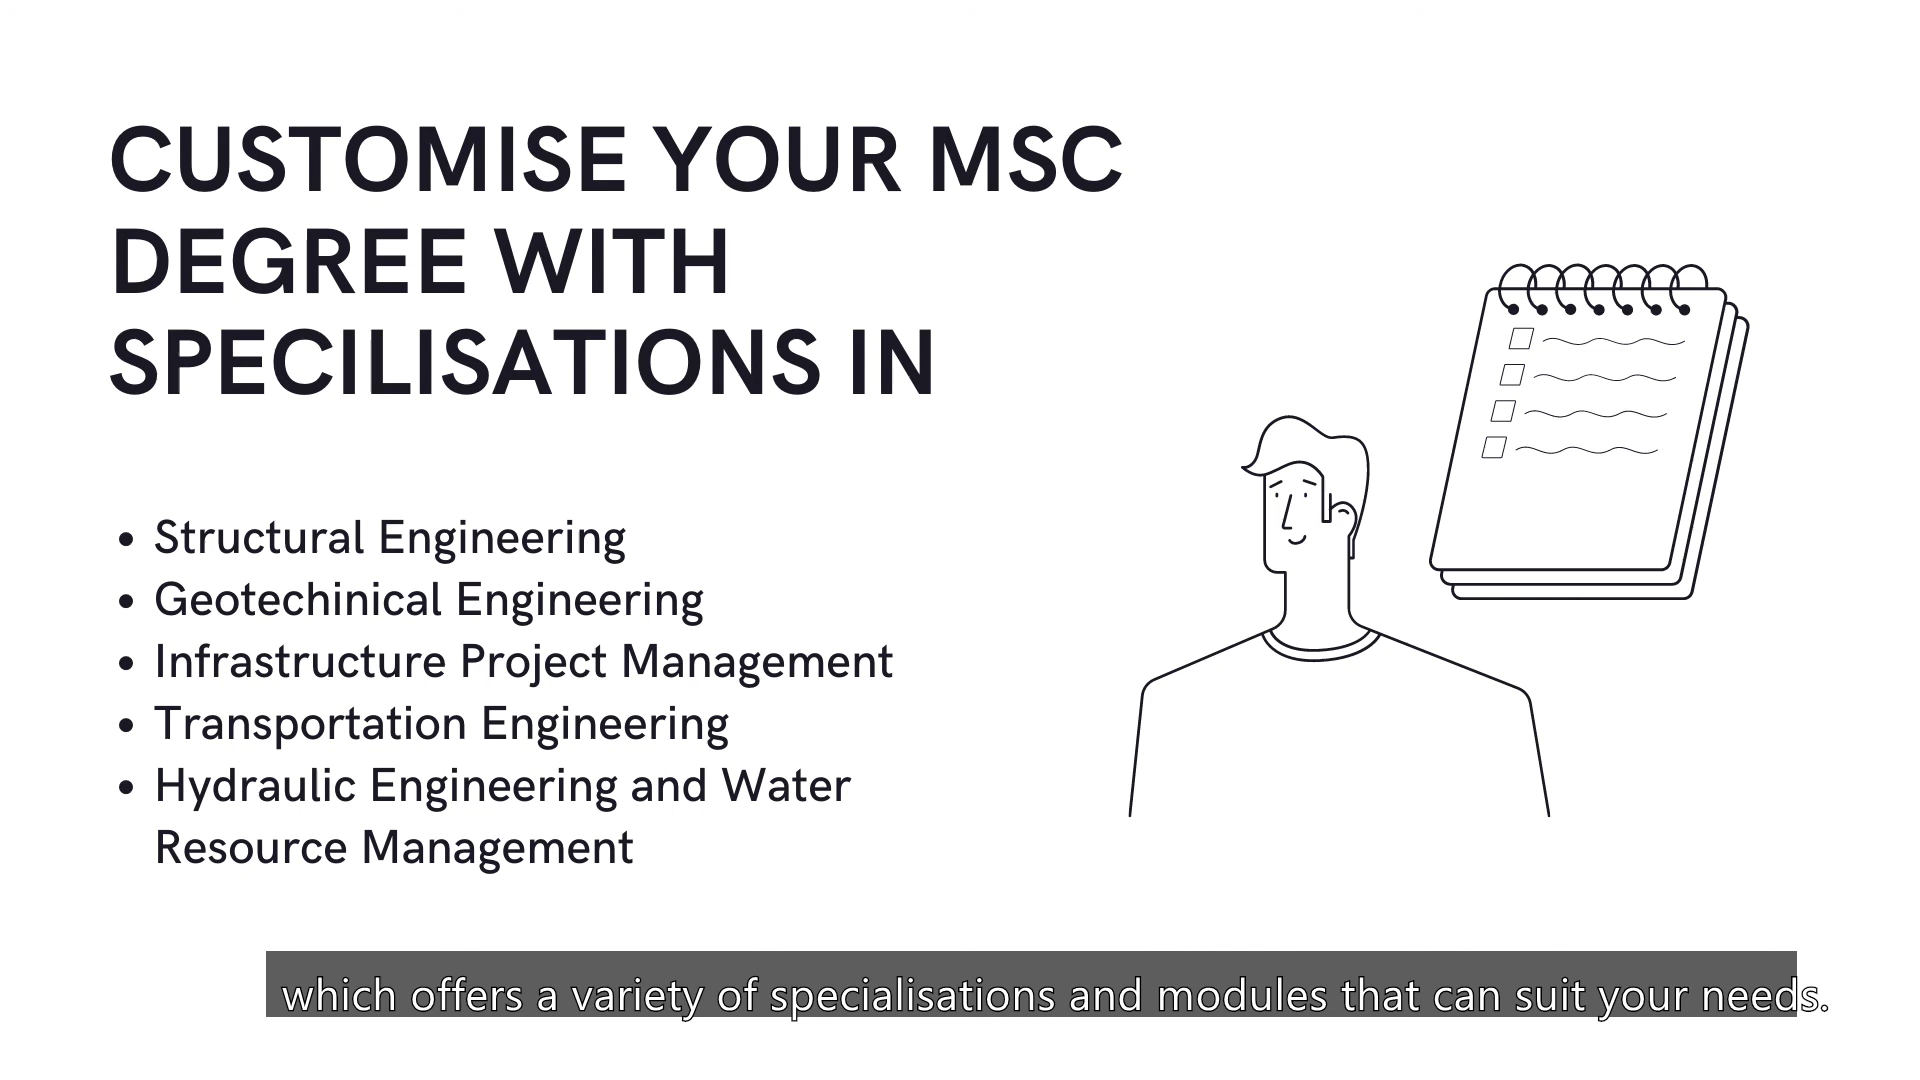 CUSTOMISE YOUR MSC
DEGREE WITH
SPECILISATIONS IN
• Structural Engineering
• Geotechinical Engineering
• Infrastructure Project Management
• Transportation Engineering
• Hydraulic Engineering and Water
Resource Management
which offers a variety of specialisations and modules that can suit your needs.